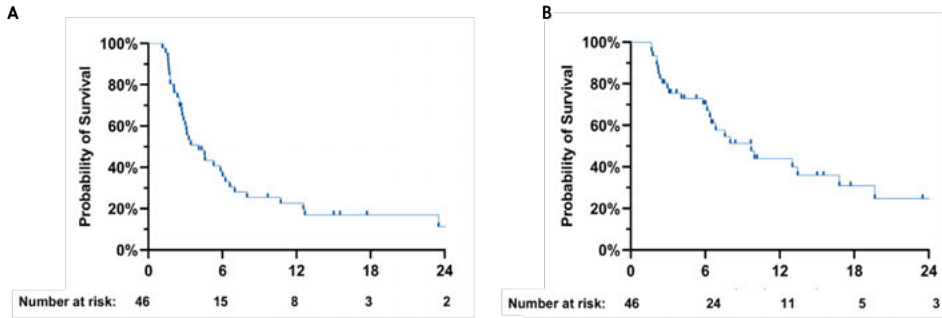 A
Probability of Survival
100%
80%
60%
40%
20%
0%
0 6 12 18 24
Number at risk: 46 15 8 3 2
B
Probability of Survival
100%
80%
60%
40%
20%
0%
0 6 12 18 24
Number at risk: 46 24 11 5 3